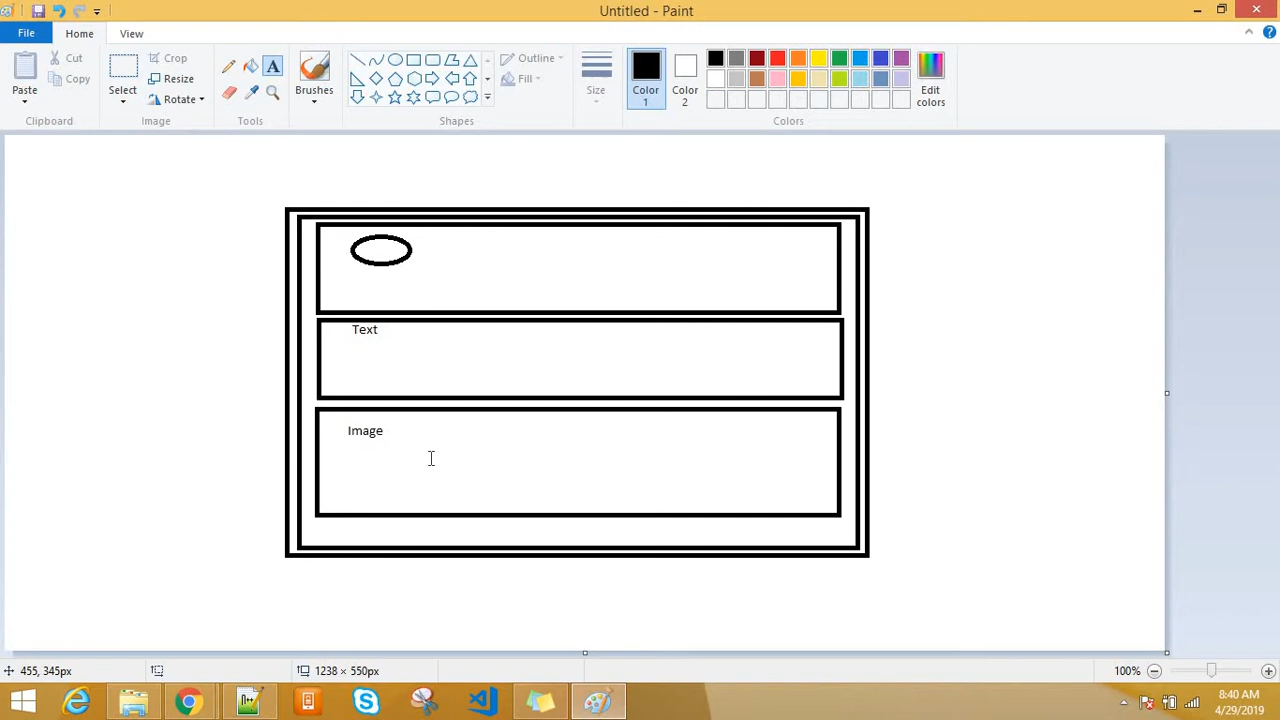 Untitled - Paint
File
Home
View
Paste
Cut
Copy
Clipboard
Select
Crop
Resize
Rotate
Image
A
Tools
Brushes
Outline
Fill
Shapes
Size
Color 1
Color 2
Edit colors
Colors
Text
Image
455, 345px
1238 × 550px
100%
8:40 AM
4/29/2019